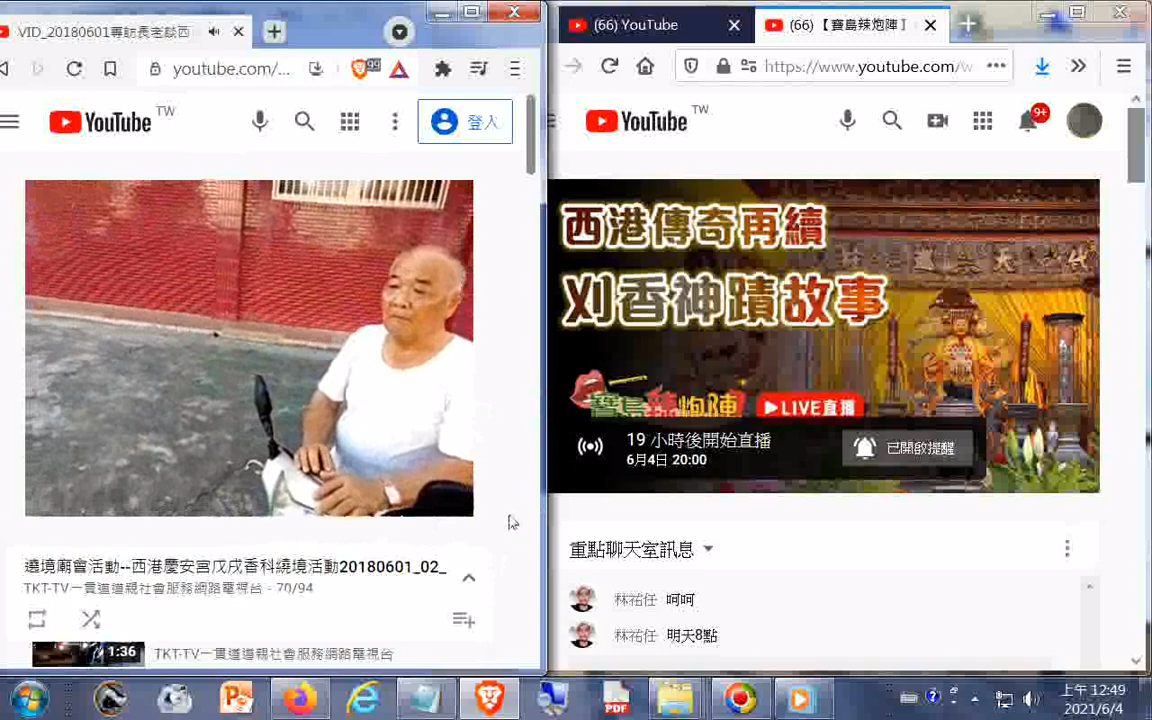 VID_20180601專訪長老談西
youtube.com/...
99
YouTube TW
登入
遶境廟會活動--西港慶安宮戊戌香科繞境活動20180601_02_
TKT-TV一貫道道親社會服務網路電視台 - 70/94
1:36
TKT-TV一貫道道親社會服務網路電視台
(66) YouTube
(66) 【寶島辣炮陣】
https://www.youtube.com/w
YouTube TW
9+
西港傳奇再續
刈香神蹟故事
寶島辣炮陣
LIVE直播
19 小時後開始直播
6月4日 20:00
已開啟提醒
重點聊天室訊息
林祐任 呵呵
林祐任 明天8點
PDF
上午 12:49
2021/6/4